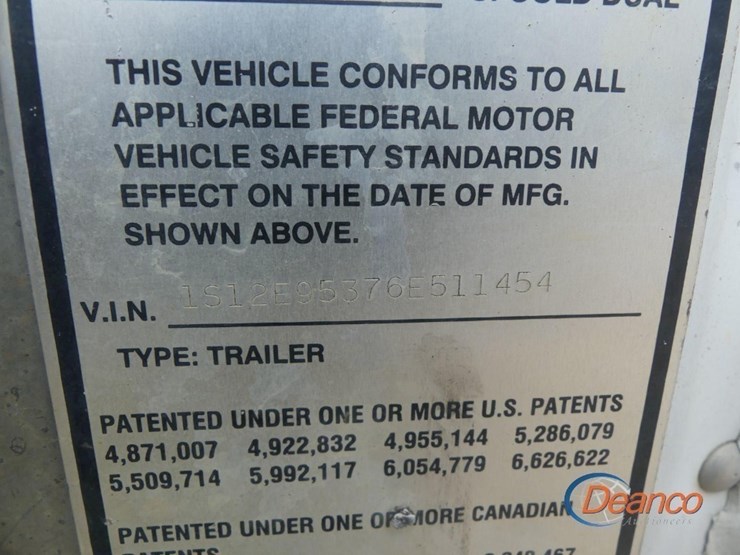 THIS VEHICLE CONFORMS TO ALL
APPLICABLE FEDERAL MOTOR
VEHICLE SAFETY STANDARDS IN
EFFECT ON THE DATE OF MFG.
SHOWN ABOVE.
V.I.N. 1S12E95376E511454
TYPE: TRAILER
PATENTED UNDER ONE OR MORE U.S. PATENTS
4,871,007 4,922,832 4,955,144 5,286,079
5,509,714 5,992,117 6,054,779 6,626,622
PATENTED UNDER ONE OR MORE CANADIAN
PATENTS
Deanco
Auctioneers